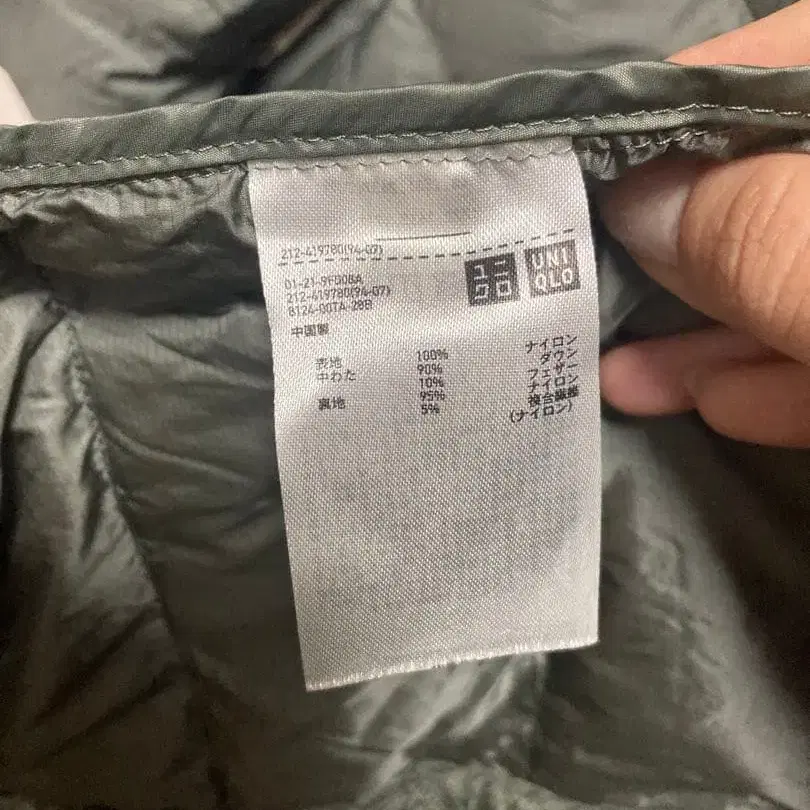 212-419780(94-07)
ユニクロ
UNIQLO
01-21-9F008A
212-419780(94-07)
8124-00TA-28B
中国製
表地 100% ナイロン
中わた 90% ダウン
10% フェザー
裏地 95% ナイロン
5% 複合繊維
(ナイロン)